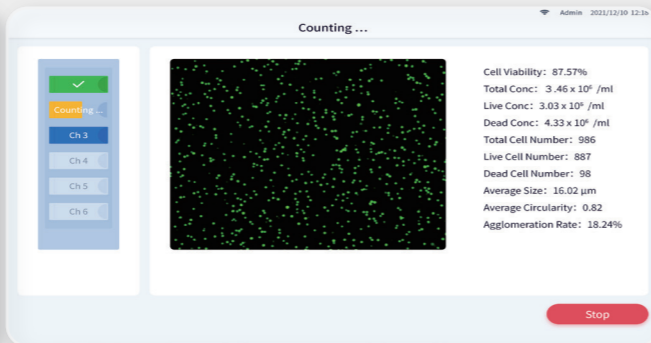 Admin 2021/12/10 12:16
Counting ...
Counting ...
Ch 3
Ch 4
Ch 5
Ch 6
Cell Viability: 87.57%
Total Conc: 3 .46 x 10⁶ /ml
Live Conc: 3.03 x 10⁶ /ml
Dead Conc: 4.33 x 10⁶ /ml
Total Cell Number: 986
Live Cell Number: 887
Dead Cell Number: 98
Average Size: 16.02 μm
Average Circularity: 0.82
Agglomeration Rate: 18.24%
Stop